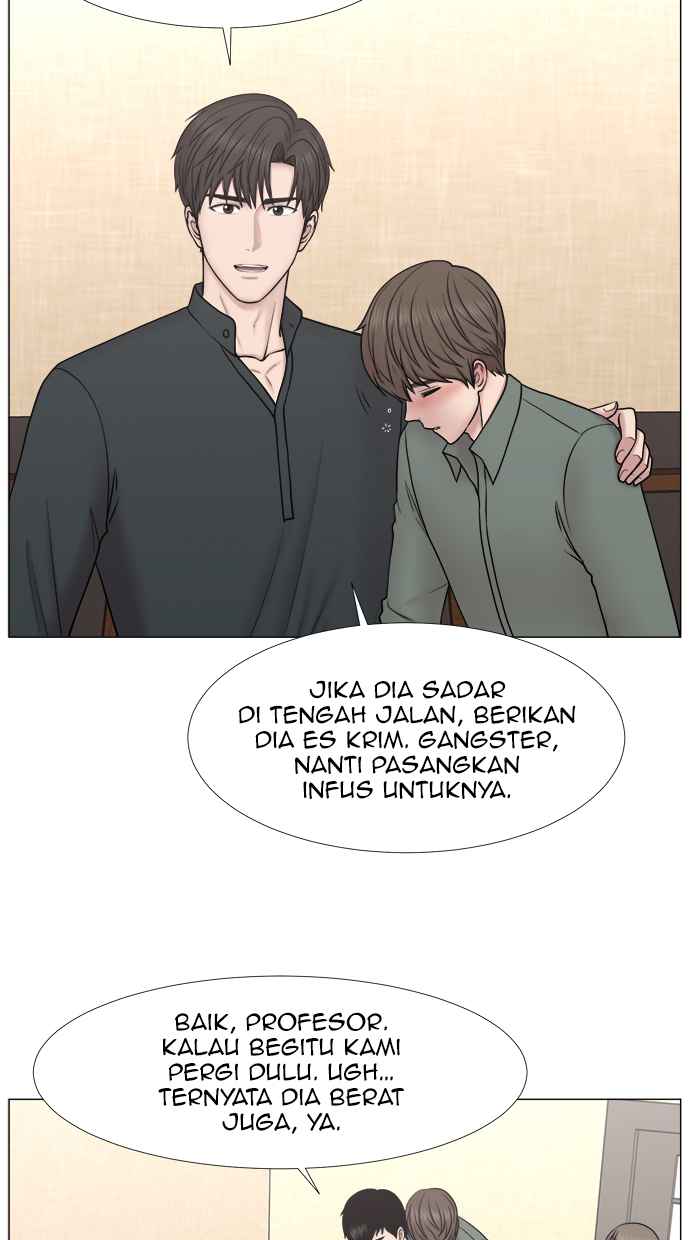 JIKA DIA SADAR
DI TENGAH JALAN, BERIKAN
DIA ES KRIM. GANGSTER,
NANTI PASANGKAN
INFUS UNTUKNYA.
BAIK, PROFESOR.
KALAU BEGITU KAMI
PERGI DULU. UGH...
TERNYATA DIA BERAT
JUGA, YA.